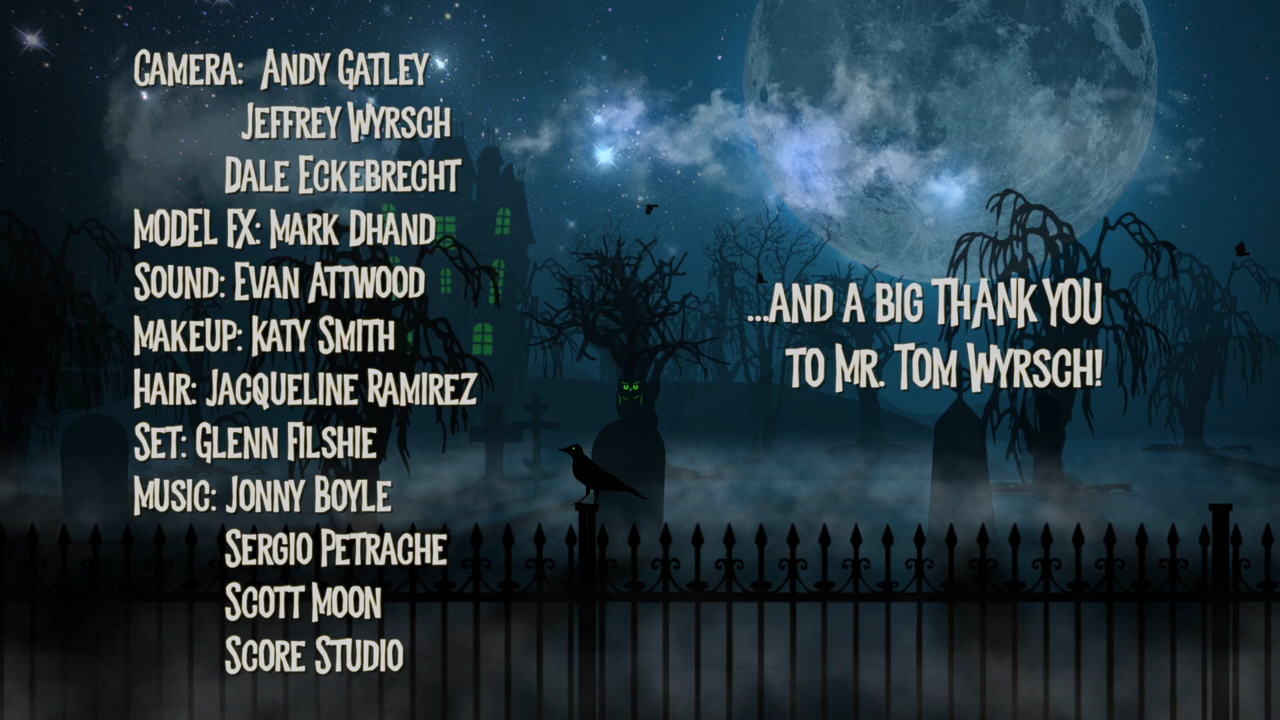 Camera: Andy Gatley
Jeffrey Wyrsch
Dale Eckebrecht
Model FX: Mark Dhand
Sound: Evan Attwood
Makeup: Katy Smith
Hair: Jacqueline Ramirez
Set: Glenn Filshie
Music: Jonny Boyle
Sergio Petrache
Scott Moon
Score Studio
...and a big thank you
to Mr. Tom Wyrsch!